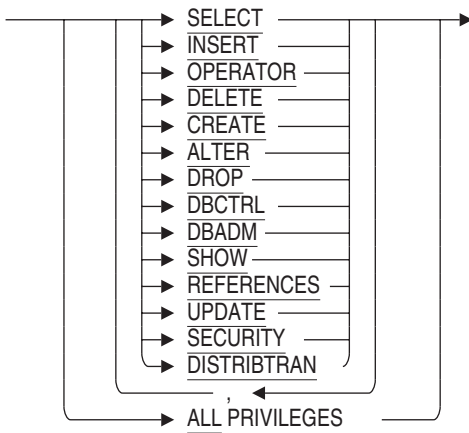 SELECT
INSERT
OPERATOR
DELETE
CREATE
ALTER
DROP
DBCTRL
DBADM
SHOW
REFERENCES
UPDATE
SECURITY
DISTRIBTRAN
,
ALL PRIVILEGES